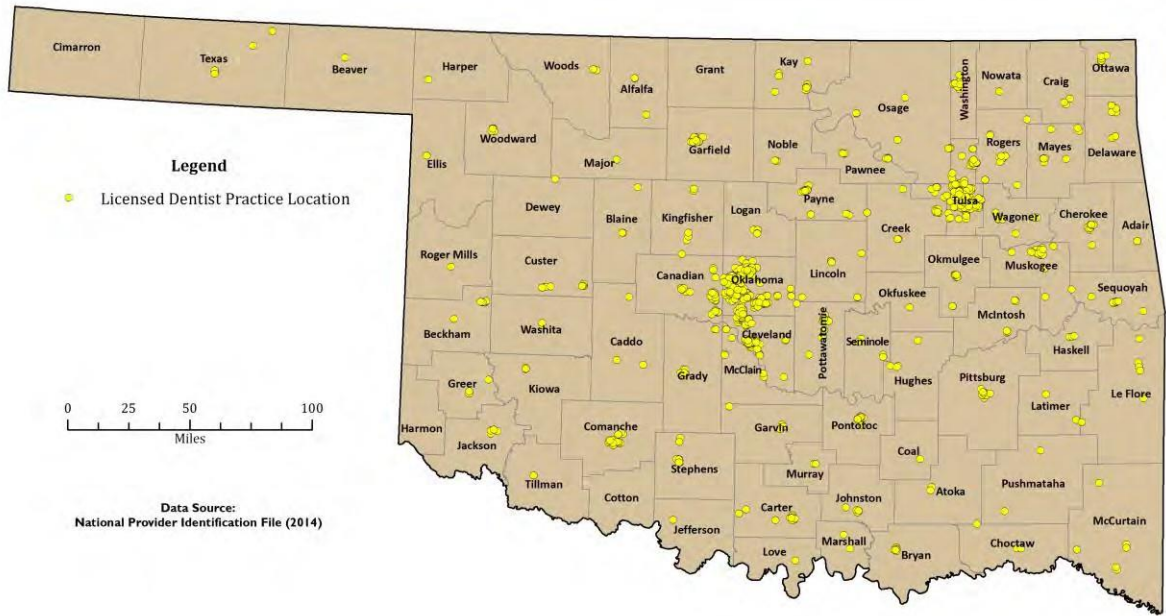 Cimarron
Texas
Beaver
Harper
Woods
Alfalfa
Grant
Kay
Osage
Washington
Nowata
Craig
Ottawa
Woodward
Ellis
Major
Garfield
Noble
Pawnee
Rogers
Mayes
Delaware
Legend
Licensed Dentist Practice Location
Dewey
Blaine
Kingfisher
Logan
Payne
Creek
Tulsa
Wagoner
Cherokee
Adair
Roger Mills
Custer
Canadian
Oklahoma
Lincoln
Okmulgee
Muskogee
Okfuskee
McIntosh
Sequoyah
Beckham
Washita
Caddo
Cleveland
Pottawatomie
Seminole
Haskell
Greer
Kiowa
Grady
McClain
Hughes
Pittsburg
Latimer
Le Flore
0 25 50 100
Miles
Harmon
Jackson
Comanche
Garvin
Pontotoc
Coal
Tillman
Cotton
Stephens
Murray
Johnston
Atoka
Pushmataha
Data Source:
National Provider Identification File (2014)
Jefferson
Carter
Marshall
Love
Bryan
Choctaw
McCurtain